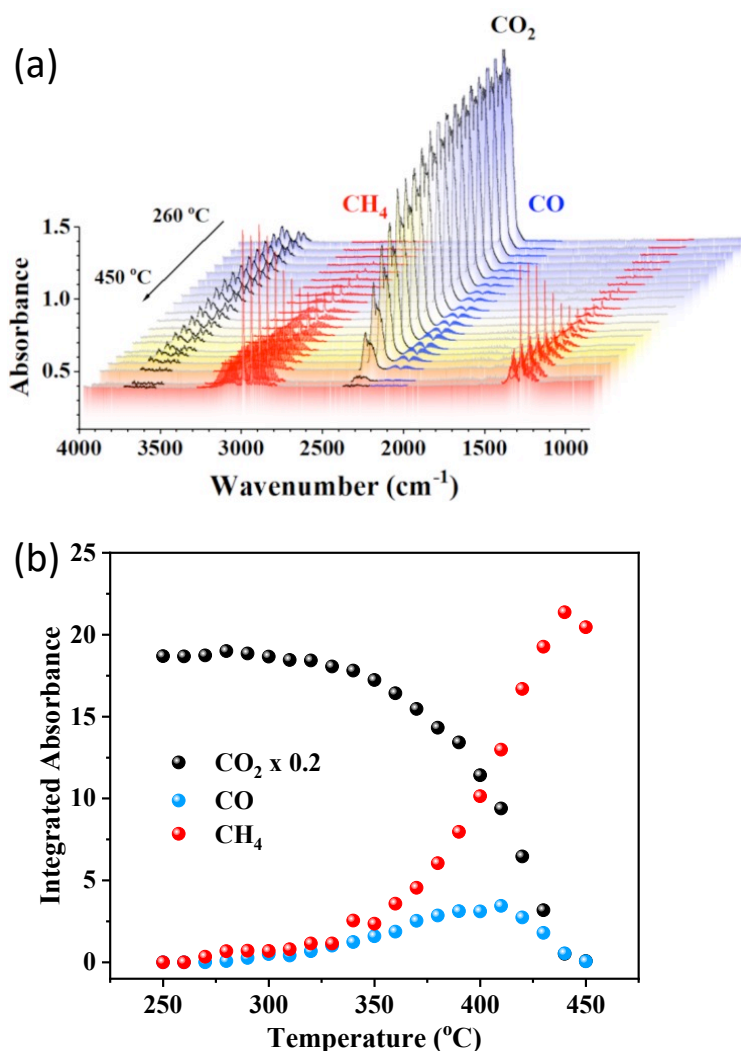 (a)
CO₂
CH₄
CO
260 °C
450 °C
1.5
1.0
0.5
Absorbance
4000 3500 3000 2500 2000 1500 1000
Wavenumber (cm⁻¹)
(b)
25
20
15
10
5
0
Integrated Absorbance
CO₂ x 0.2
CO
CH₄
250 300 350 400 450
Temperature (°C)